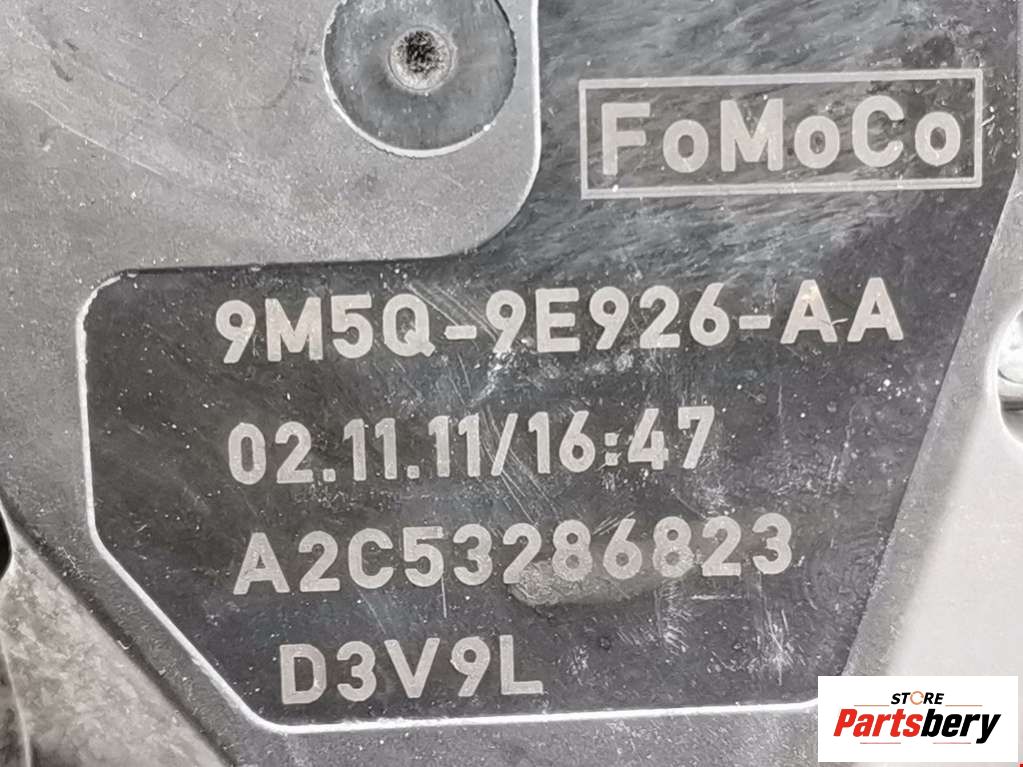 FoMoCo
9M5Q-9E926-AA
02.11.11/16:47
A2C53286823
D3V9L
STORE
Partsbery